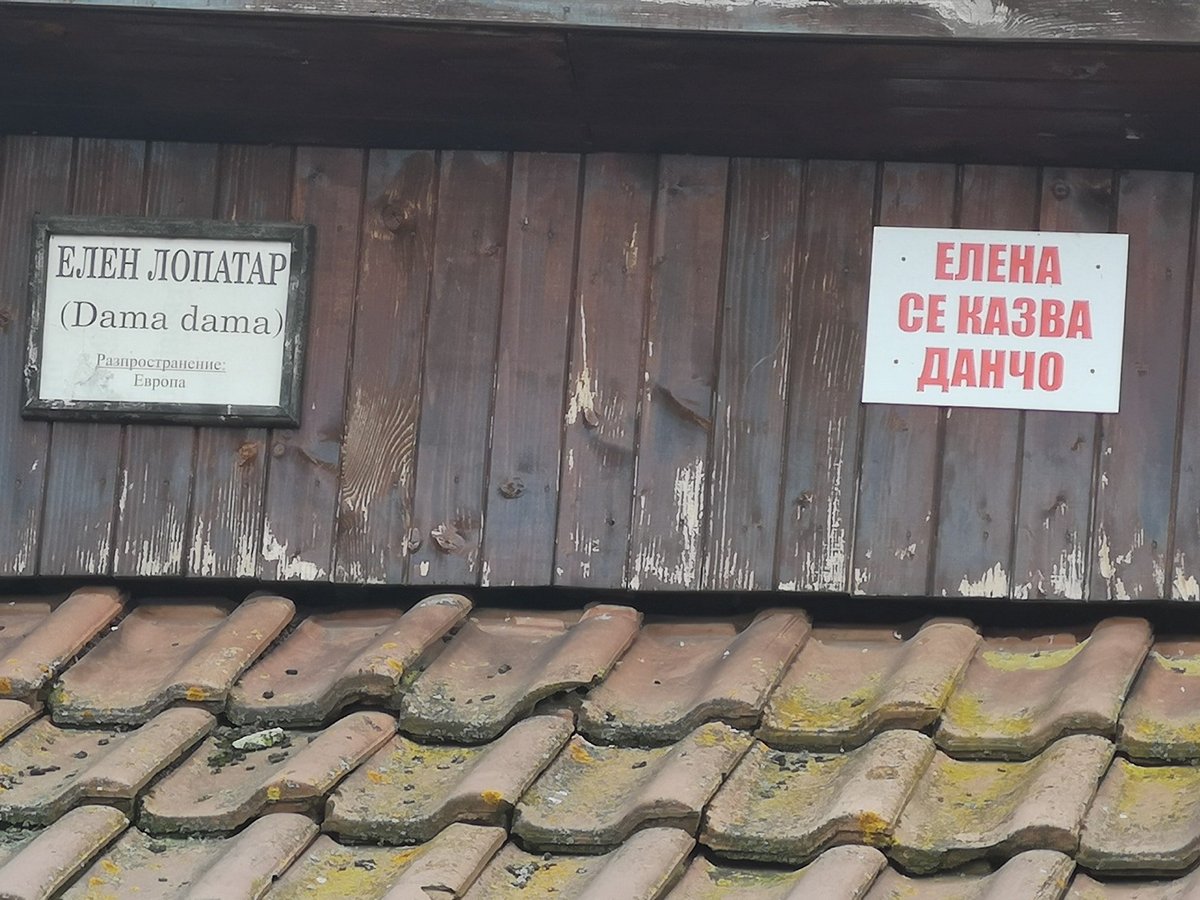 ЕЛЕН ЛОПАТАР
(Dama dama)
Разпространение:
Европа
ЕЛЕНА
СЕ КАЗВА
ДАНЧО